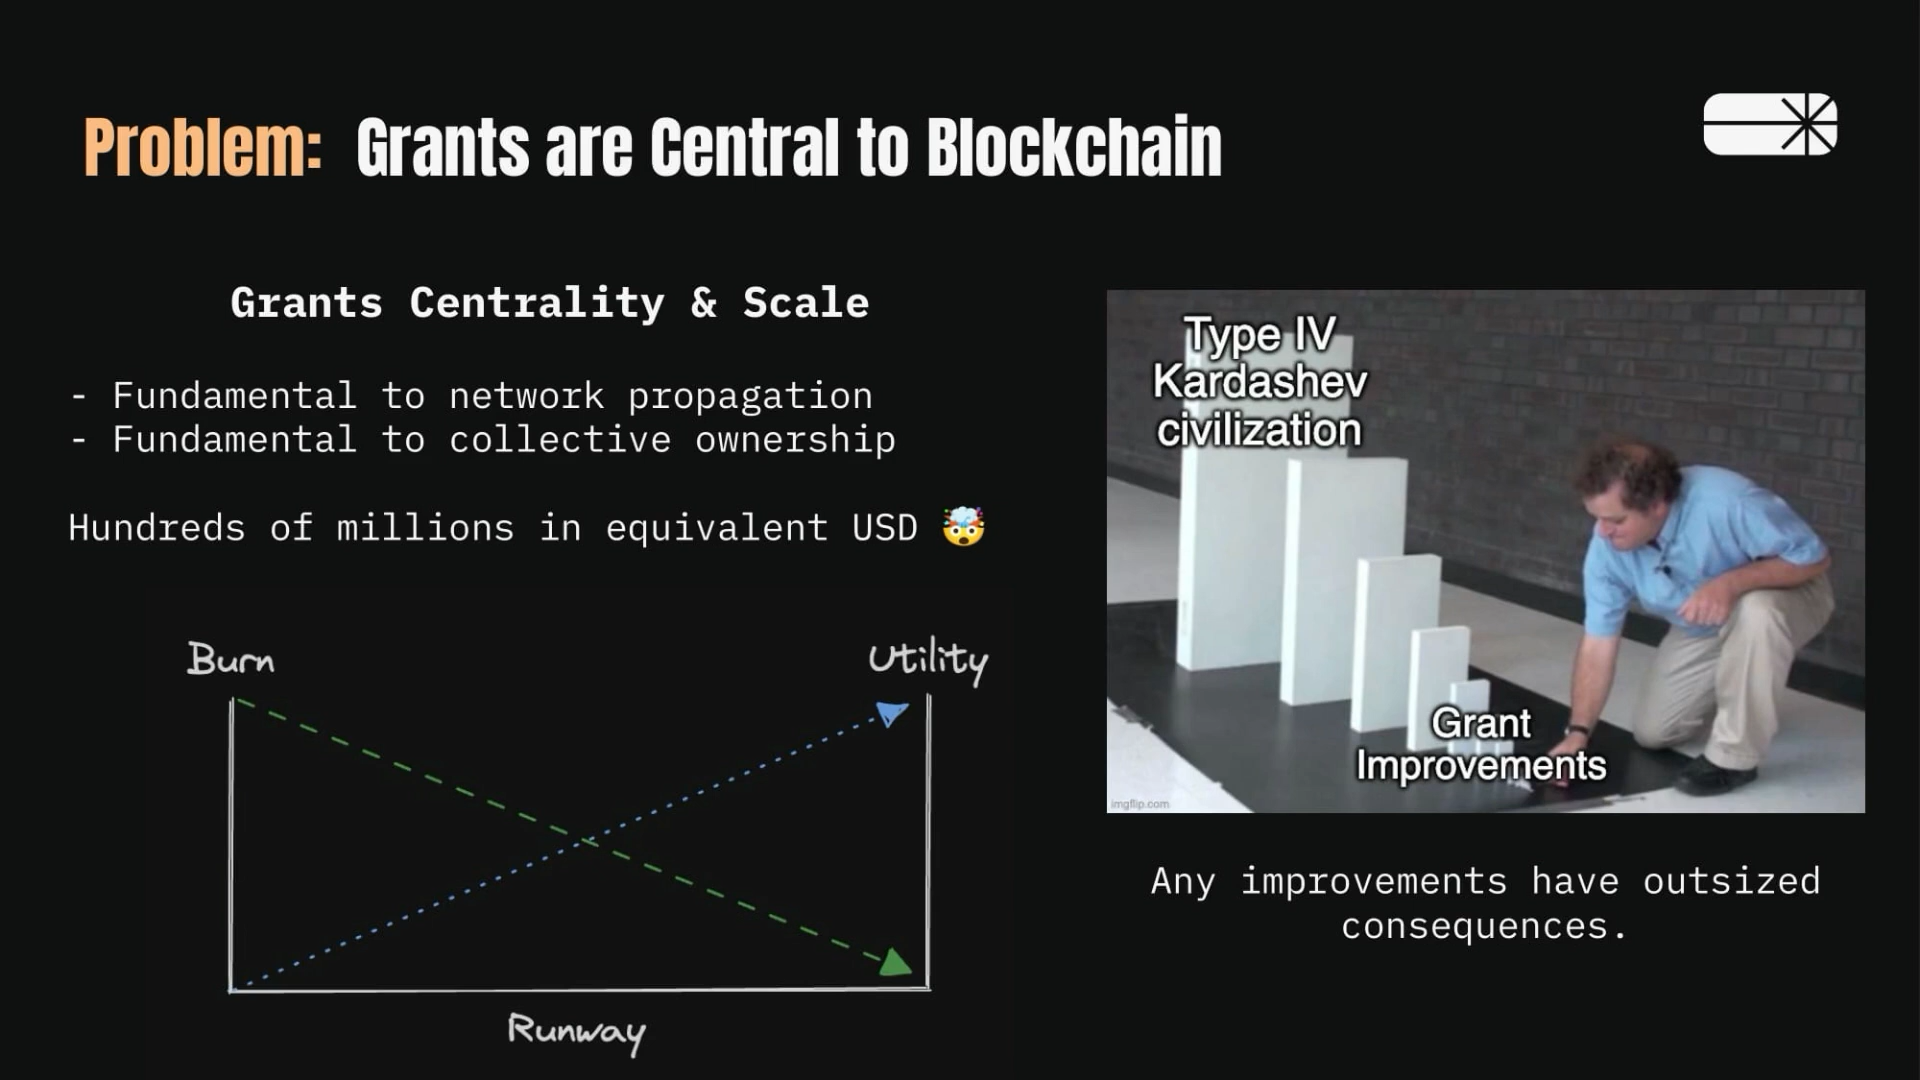 Problem: Grants are Central to Blockchain
Grants Centrality & Scale
- Fundamental to network propagation
- Fundamental to collective ownership
Hundreds of millions in equivalent USD 🤯
Burn
Utility
Runway
Type IV
Kardashev
civilization
Grant
Improvements
imgflip.com
Any improvements have outsized
consequences.